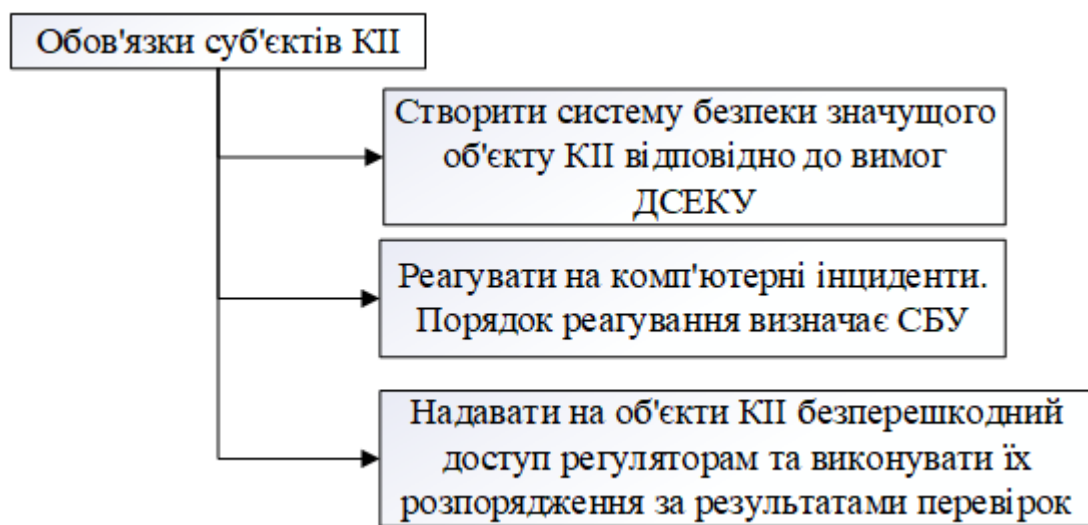 Обов'язки суб'єктів КІІ
Створити систему безпеки значущого
об'єкту КІІ відповідно до вимог
ДСЕКУ
Реагувати на комп'ютерні інциденти.
Порядок реагування визначає СБУ
Надавати на об'єкти КІІ безперешкодний
доступ регуляторам та виконувати їх
розпорядження за результатами перевірок